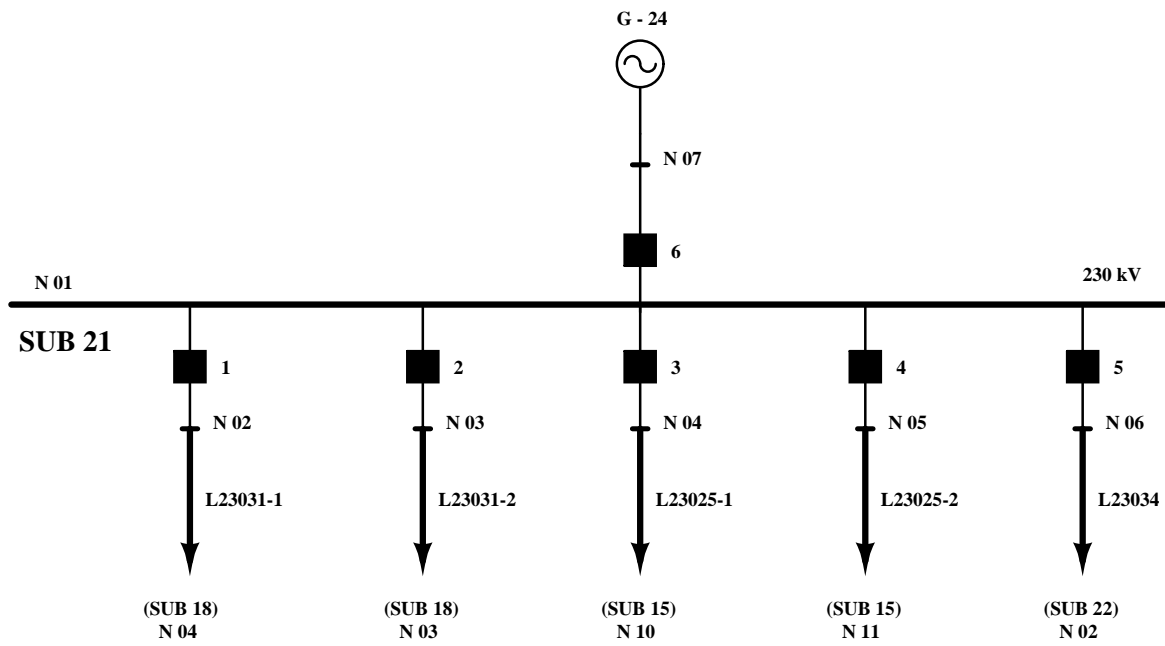 G - 24
N 07
6
N 01
230 kV
SUB 21
1
2
3
4
5
N 02
N 03
N 04
N 05
N 06
L23031-1
L23031-2
L23025-1
L23025-2
L23034
(SUB 18)
N 04
(SUB 18)
N 03
(SUB 15)
N 10
(SUB 15)
N 11
(SUB 22)
N 02